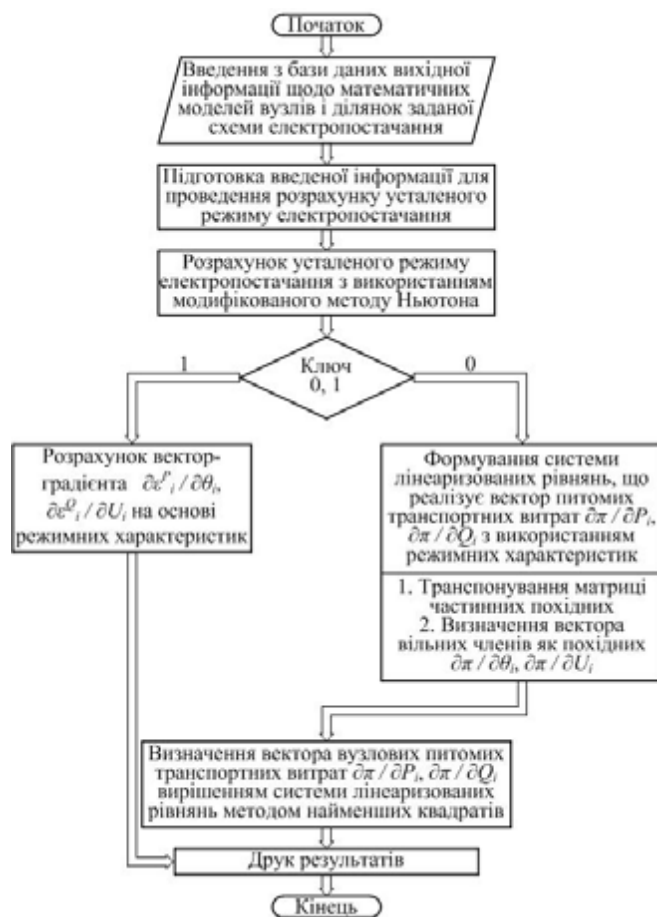 Початок
Введення з бази даних вихідної
інформації щодо математичних
моделей вузлів і ділянок заданої
схеми електропостачання
Підготовка введеної інформації для
проведення розрахунку усталеного
режиму електропостачання
Розрахунок усталеного режиму
електропостачання з використанням
модифікованого методу Ньютона
1
Ключ
0, 1
0
Розрахунок вектор-
градієнта ∂ε^P_i / ∂θ_i,
∂ε^Q_i / ∂U_i на основі
режимних характеристик
Формування системи
лінеаризованих рівнянь, що
реалізує вектор питомих
транспортних витрат ∂π / ∂P_i,
∂π / ∂Q_i з використанням
режимних характеристик
1. Транспонування матриці
частинних похідних
2. Визначення вектора
вільних членів як похідних
∂π / ∂θ_i, ∂π / ∂U_i
Визначення вектора вузлових питомих
транспортних витрат ∂π / ∂P_i, ∂π / ∂Q_i
вирішенням системи лінеаризованих
рівнянь методом найменших квадратів
Друк результатів
Кінець